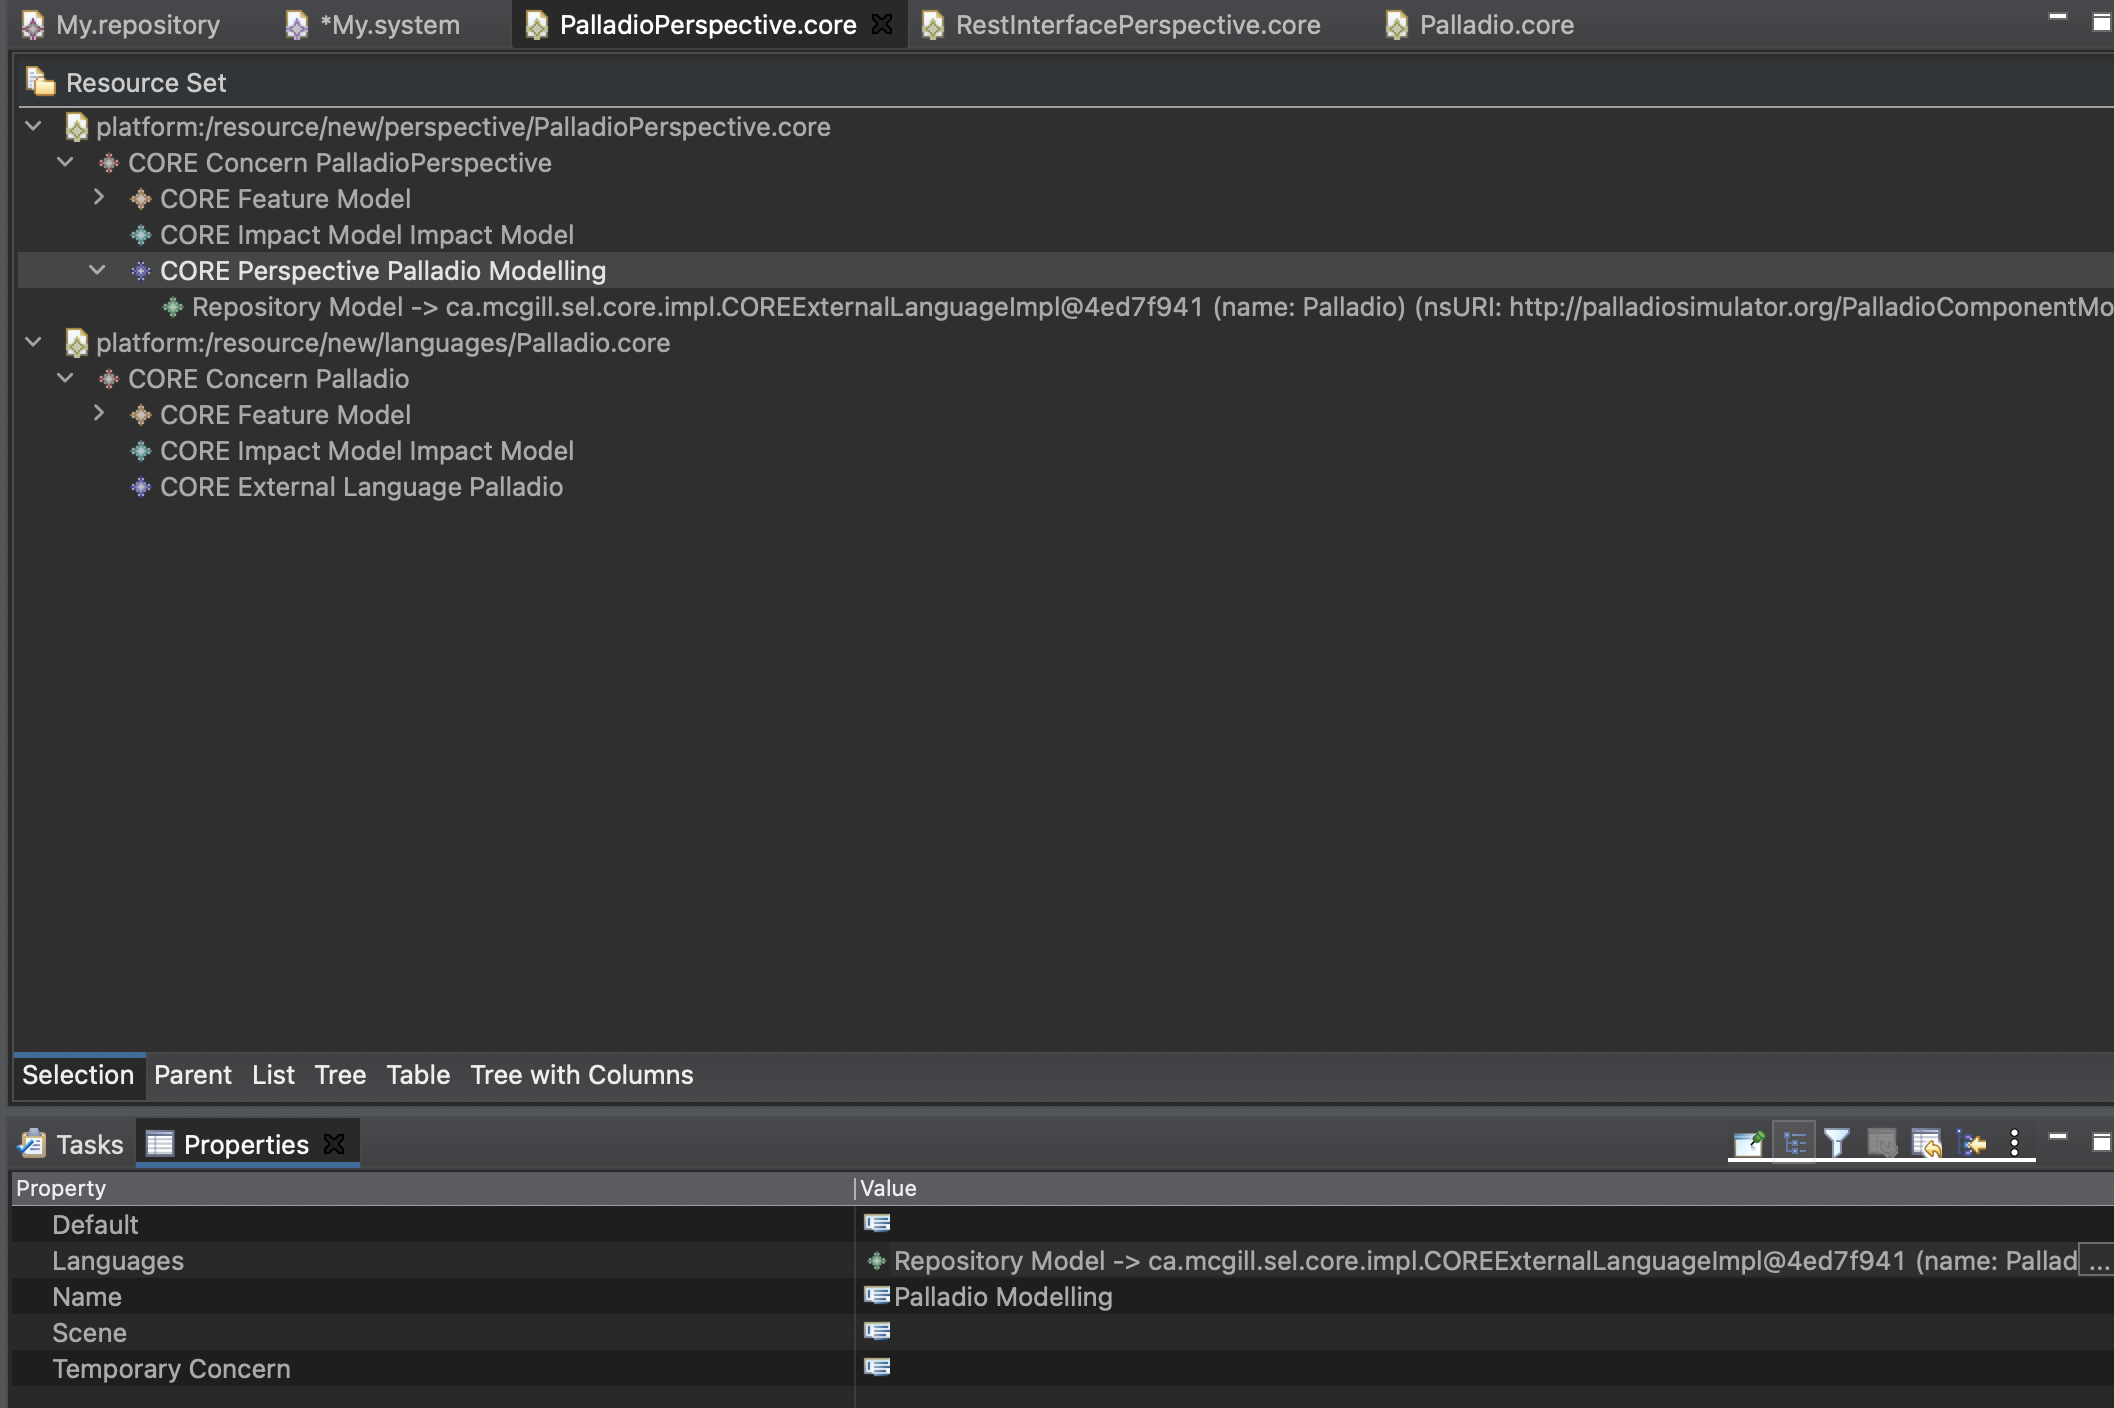 My.repository *My.system PalladioPerspective.core RestInterfacePerspective.core Palladio.core
Resource Set
platform:/resource/new/perspective/PalladioPerspective.core
CORE Concern PalladioPerspective
CORE Feature Model
CORE Impact Model Impact Model
CORE Perspective Palladio Modelling
Repository Model -> ca.mcgill.sel.core.impl.COREExternalLanguageImpl@4ed7f941 (name: Palladio) (nsURI: http://palladiosimulator.org/PalladioComponentMo
platform:/resource/new/languages/Palladio.core
CORE Concern Palladio
CORE Feature Model
CORE Impact Model Impact Model
CORE External Language Palladio
Selection Parent List Tree Table Tree with Columns
Tasks Properties
Property Value
Default
Languages Repository Model -> ca.mcgill.sel.core.impl.COREExternalLanguageImpl@4ed7f941 (name: Pallad ...
Name Palladio Modelling
Scene
Temporary Concern